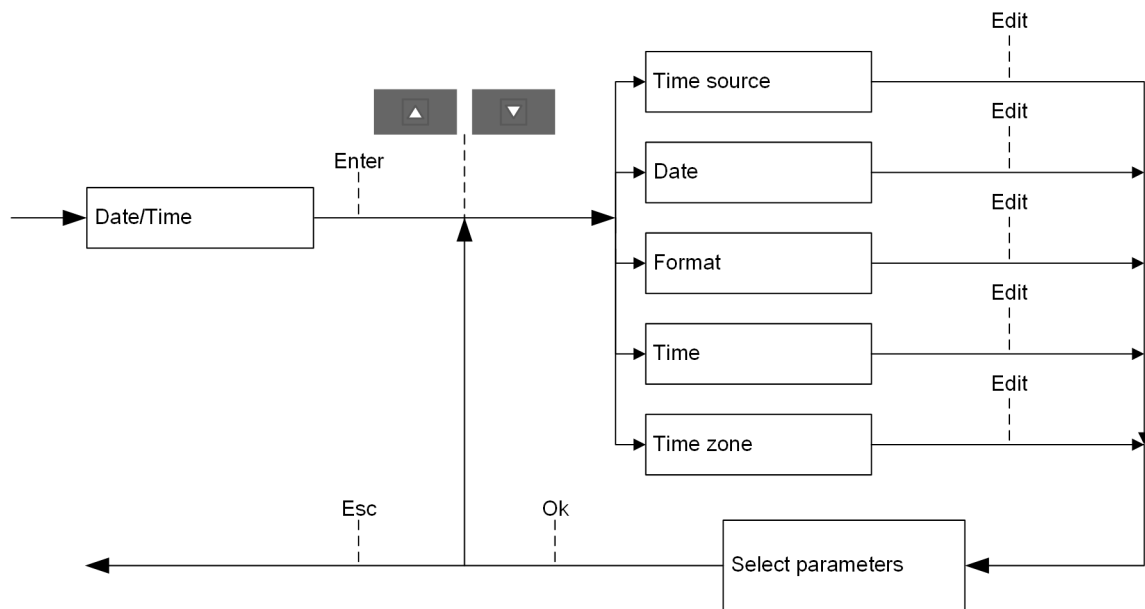 Edit
Time source
Edit
Enter
Date
Date/Time
Edit
Format
Edit
Time
Edit
Time zone
Esc
Ok
Select parameters